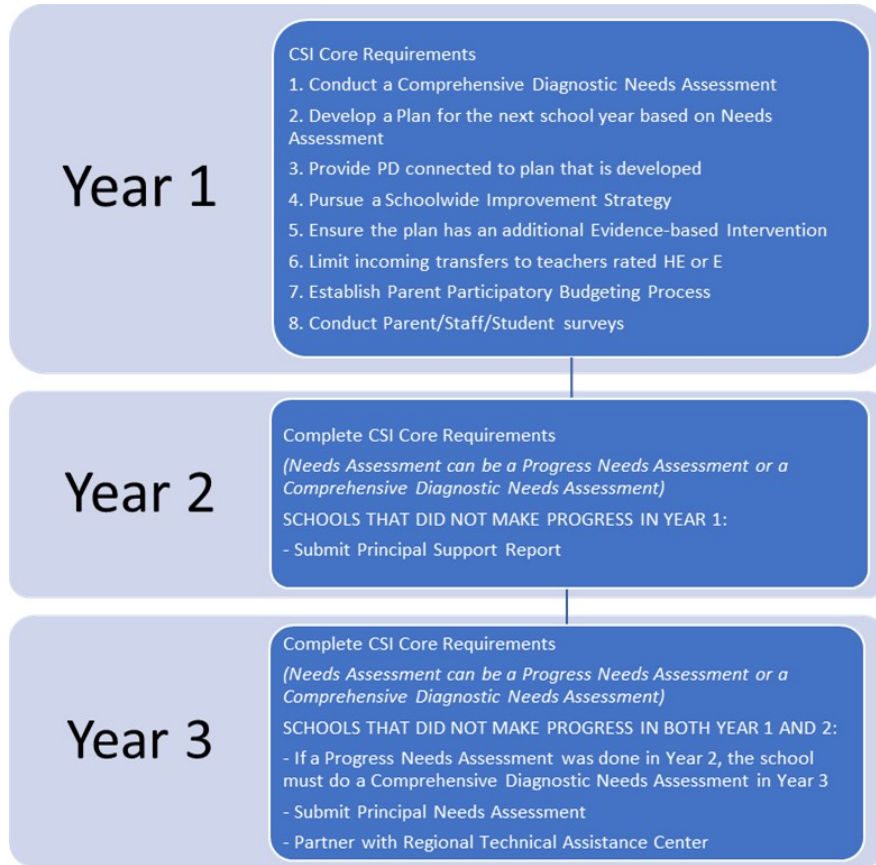 Year 1
CSI Core Requirements
1. Conduct a Comprehensive Diagnostic Needs Assessment
2. Develop a Plan for the next school year based on Needs
Assessment
3. Provide PD connected to plan that is developed
4. Pursue a Schoolwide Improvement Strategy
5. Ensure the plan has an additional Evidence-based Intervention
6. Limit incoming transfers to teachers rated HE or E
7. Establish Parent Participatory Budgeting Process
8. Conduct Parent/Staff/Student surveys
Year 2
Complete CSI Core Requirements
(Needs Assessment can be a Progress Needs Assessment or a
Comprehensive Diagnostic Needs Assessment)
SCHOOLS THAT DID NOT MAKE PROGRESS IN YEAR 1:
- Submit Principal Support Report
Year 3
Complete CSI Core Requirements
(Needs Assessment can be a Progress Needs Assessment or a
Comprehensive Diagnostic Needs Assessment)
SCHOOLS THAT DID NOT MAKE PROGRESS IN BOTH YEAR 1 AND 2:
- If a Progress Needs Assessment was done in Year 2, the school
must do a Comprehensive Diagnostic Needs Assessment in Year 3
- Submit Principal Needs Assessment
- Partner with Regional Technical Assistance Center